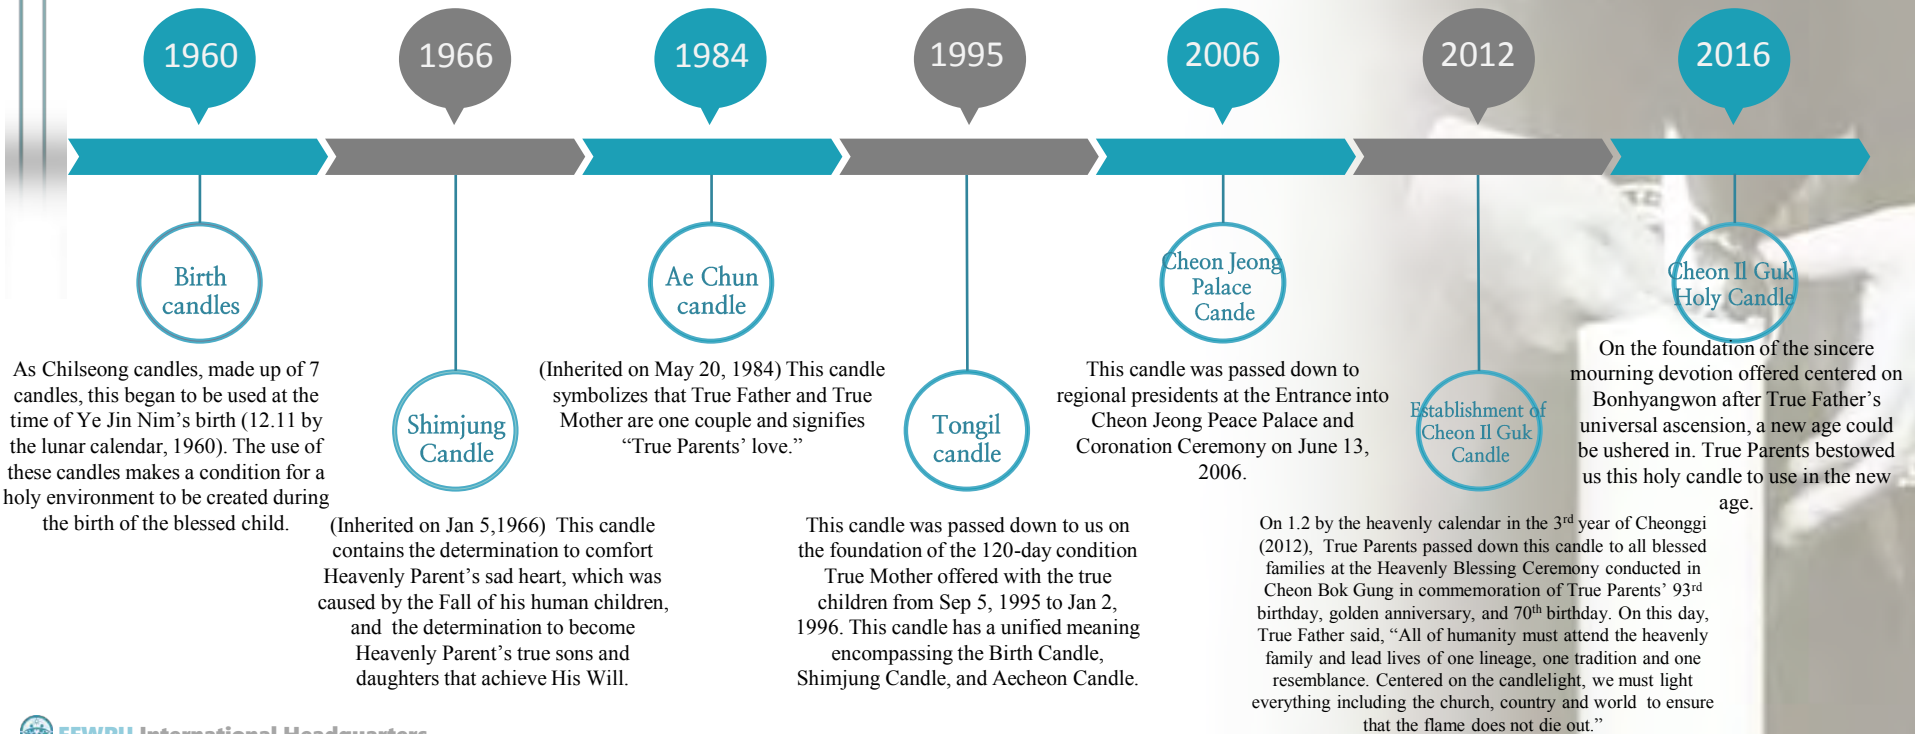 1960
1966
1984
1995
2006
2012
2016
Birth
candles
As Chilseong candles, made up of 7
candles, this began to be used at the
time of Ye Jin Nim’s birth (12.11 by
the lunar calendar, 1960). The use of
these candles makes a condition for a
holy environment to be created during
the birth of the blessed child.
Shimjung
Candle
(Inherited on Jan 5,1966) This candle
contains the determination to comfort
Heavenly Parent’s sad heart, which was
caused by the Fall of his human children,
and the determination to become
Heavenly Parent’s true sons and
daughters that achieve His Will.
Ae Chun
candle
(Inherited on May 20, 1984) This candle
symbolizes that True Father and True
Mother are one couple and signifies
“True Parents’ love.”
Tongil
candle
This candle was passed down to us on
the foundation of the 120-day condition
True Mother offered with the true
children from Sep 5, 1995 to Jan 2,
1996. This candle has a unified meaning
encompassing the Birth Candle,
Shimjung Candle, and Aecheon Candle.
Cheon Jeong
Palace
Cande
This candle was passed down to
regional presidents at the Entrance into
Cheon Jeong Peace Palace and
Coronation Ceremony on June 13,
2006.
Establishment of
Cheon Il Guk
Candle
On 1.2 by the heavenly calendar in the 3rd year of Cheonggi
(2012), True Parents passed down this candle to all blessed
families at the Heavenly Blessing Ceremony conducted in
Cheon Bok Gung in commemoration of True Parents’ 93rd
birthday, golden anniversary, and 70th birthday. On this day,
True Father said, “All of humanity must attend the heavenly
family and lead lives of one lineage, one tradition and one
resemblance. Centered on the candlelight, we must light
everything including the church, country and world to ensure
that the flame does not die out.”
Cheon Il Guk
Holy Candle
On the foundation of the sincere
mourning devotion offered centered on
Bonhyangwon after True Father’s
universal ascension, a new age could
be ushered in. True Parents bestowed
us this holy candle to use in the new
age.
FFWPU International Headquarters